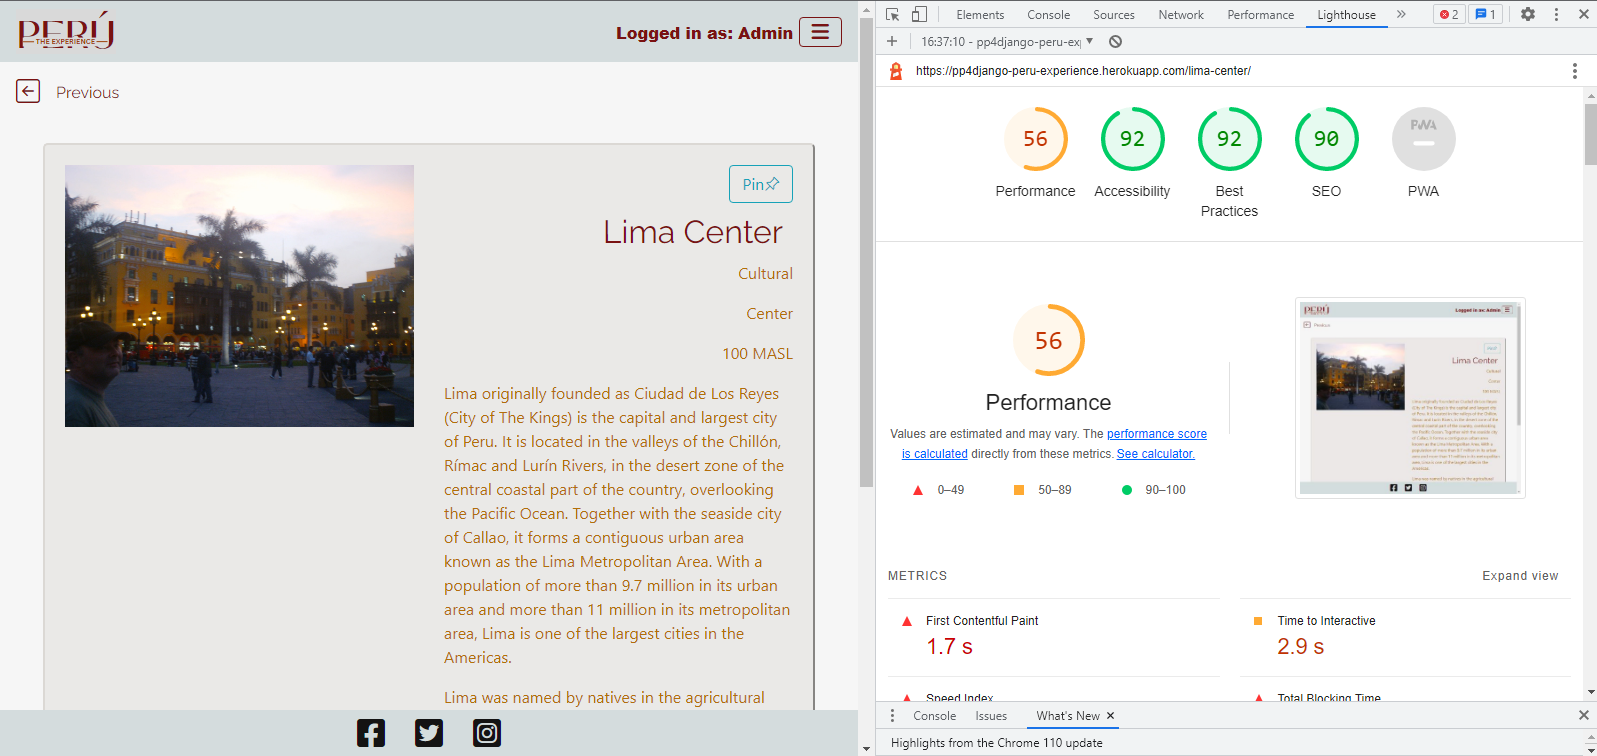 PERÚ
THE EXPERIENCE
Logged in as: Admin
Previous
Pin
Lima Center
Cultural
Center
100 MASL
Lima originally founded as Ciudad de Los Reyes
(City of The Kings) is the capital and largest city
of Peru. It is located in the valleys of the Chillón,
Rímac and Lurín Rivers, in the desert zone of the
central coastal part of the country, overlooking
the Pacific Ocean. Together with the seaside city
of Callao, it forms a contiguous urban area
known as the Lima Metropolitan Area. With a
population of more than 9.7 million in its urban
area and more than 11 million in its metropolitan
area, Lima is one of the largest cities in the
Americas.
Lima was named by natives in the agricultural
Elements Console Sources Network Performance Lighthouse 2 1
16:37:10 - pp4django-peru-ex
https://pp4django-peru-experience.herokuapp.com/lima-center/
56 92 92 90 PWA
Performance Accessibility Best Practices SEO PWA
56
Performance
Values are estimated and may vary. The performance score
is calculated directly from these metrics. See calculator.
0–49 50–89 90–100
PERÚ
Logged in as: Admin
Previous
Lima Center
METRICS Expand view
First Contentful Paint
1.7 s
Time to Interactive
2.9 s
Speed Index
Total Blocking Time
Console Issues What's New
Highlights from the Chrome 110 update